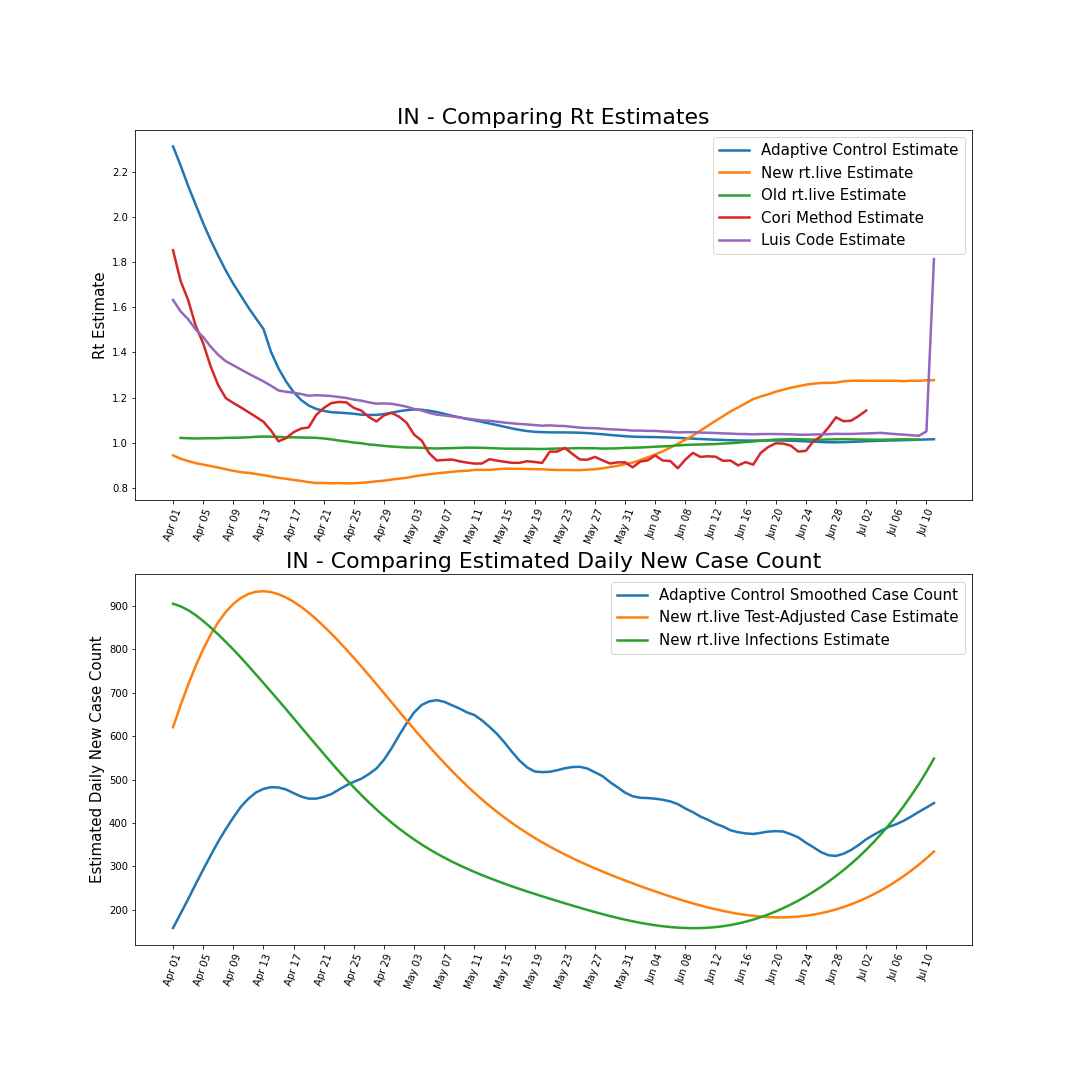 IN - Comparing Rt Estimates
Rt Estimate
2.2
2.0
1.8
1.6
1.4
1.2
1.0
0.8
Adaptive Control Estimate
New rt.live Estimate
Old rt.live Estimate
Cori Method Estimate
Luis Code Estimate
Apr 01
Apr 05
Apr 09
Apr 13
Apr 17
Apr 21
Apr 25
Apr 29
May 03
May 07
May 11
May 15
May 19
May 23
May 27
May 31
Jun 04
Jun 08
Jun 12
Jun 16
Jun 20
Jun 24
Jun 28
Jul 02
Jul 06
Jul 10
IN - Comparing Estimated Daily New Case Count
Estimated Daily New Case Count
900
800
700
600
500
400
300
200
Adaptive Control Smoothed Case Count
New rt.live Test-Adjusted Case Estimate
New rt.live Infections Estimate
Apr 01
Apr 05
Apr 09
Apr 13
Apr 17
Apr 21
Apr 25
Apr 29
May 03
May 07
May 11
May 15
May 19
May 23
May 27
May 31
Jun 04
Jun 08
Jun 12
Jun 16
Jun 20
Jun 24
Jun 28
Jul 02
Jul 06
Jul 10